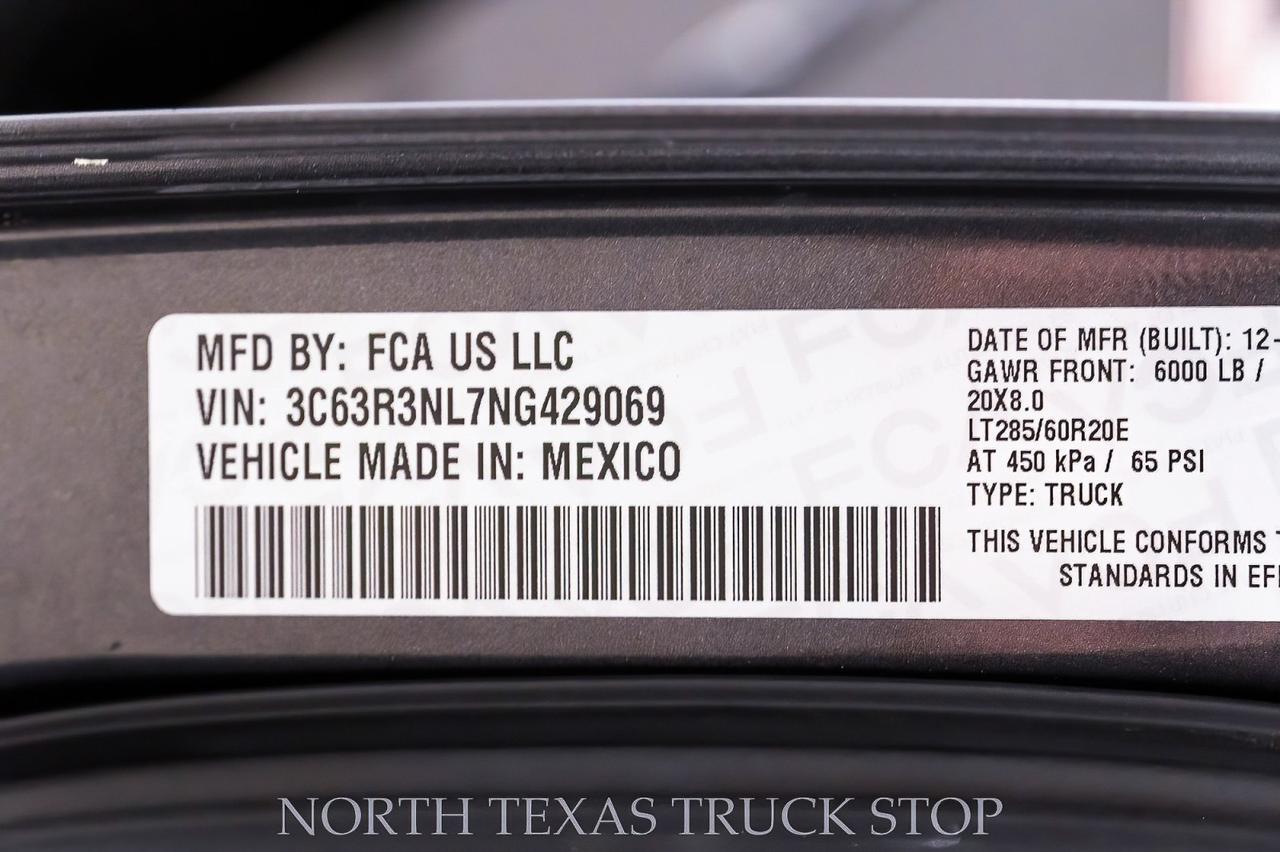 MFD BY: FCA US LLC
VIN: 3C63R3NL7NG429069
VEHICLE MADE IN: MEXICO
DATE OF MFR (BUILT): 12-
GAWR FRONT: 6000 LB /
20X8.0
LT285/60R20E
AT 450 kPa / 65 PSI
TYPE: TRUCK
THIS VEHICLE CONFORMS
STANDARDS IN
NORTH TEXAS TRUCK STOP